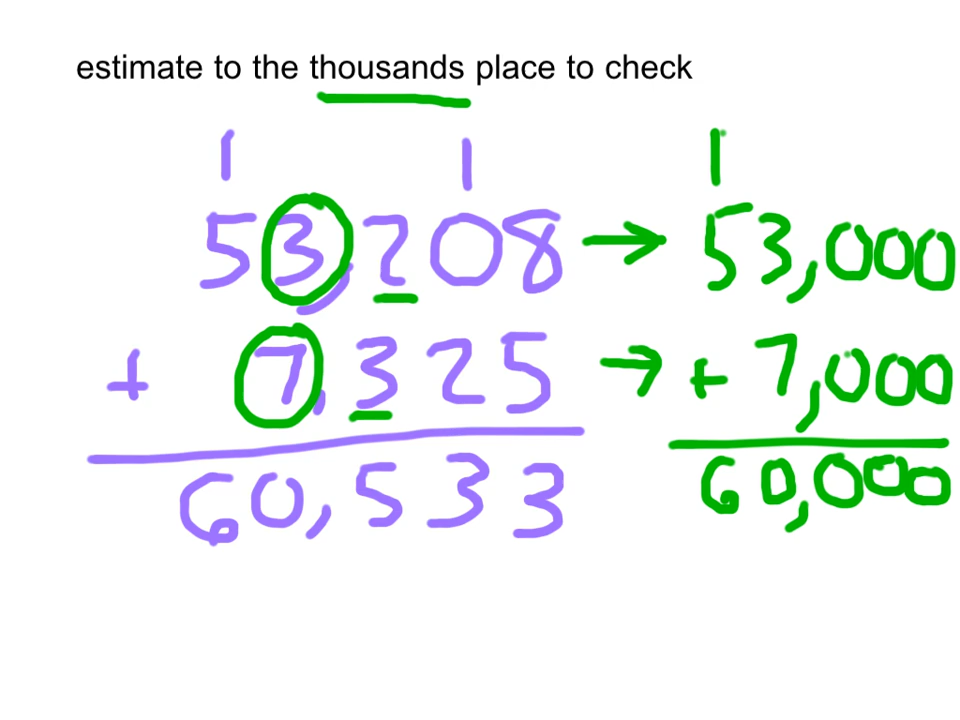 estimate to the thousands place to check
1 1 1
53,208 → 53,000
+ 7,325 → + 7,000
60,533 60,000